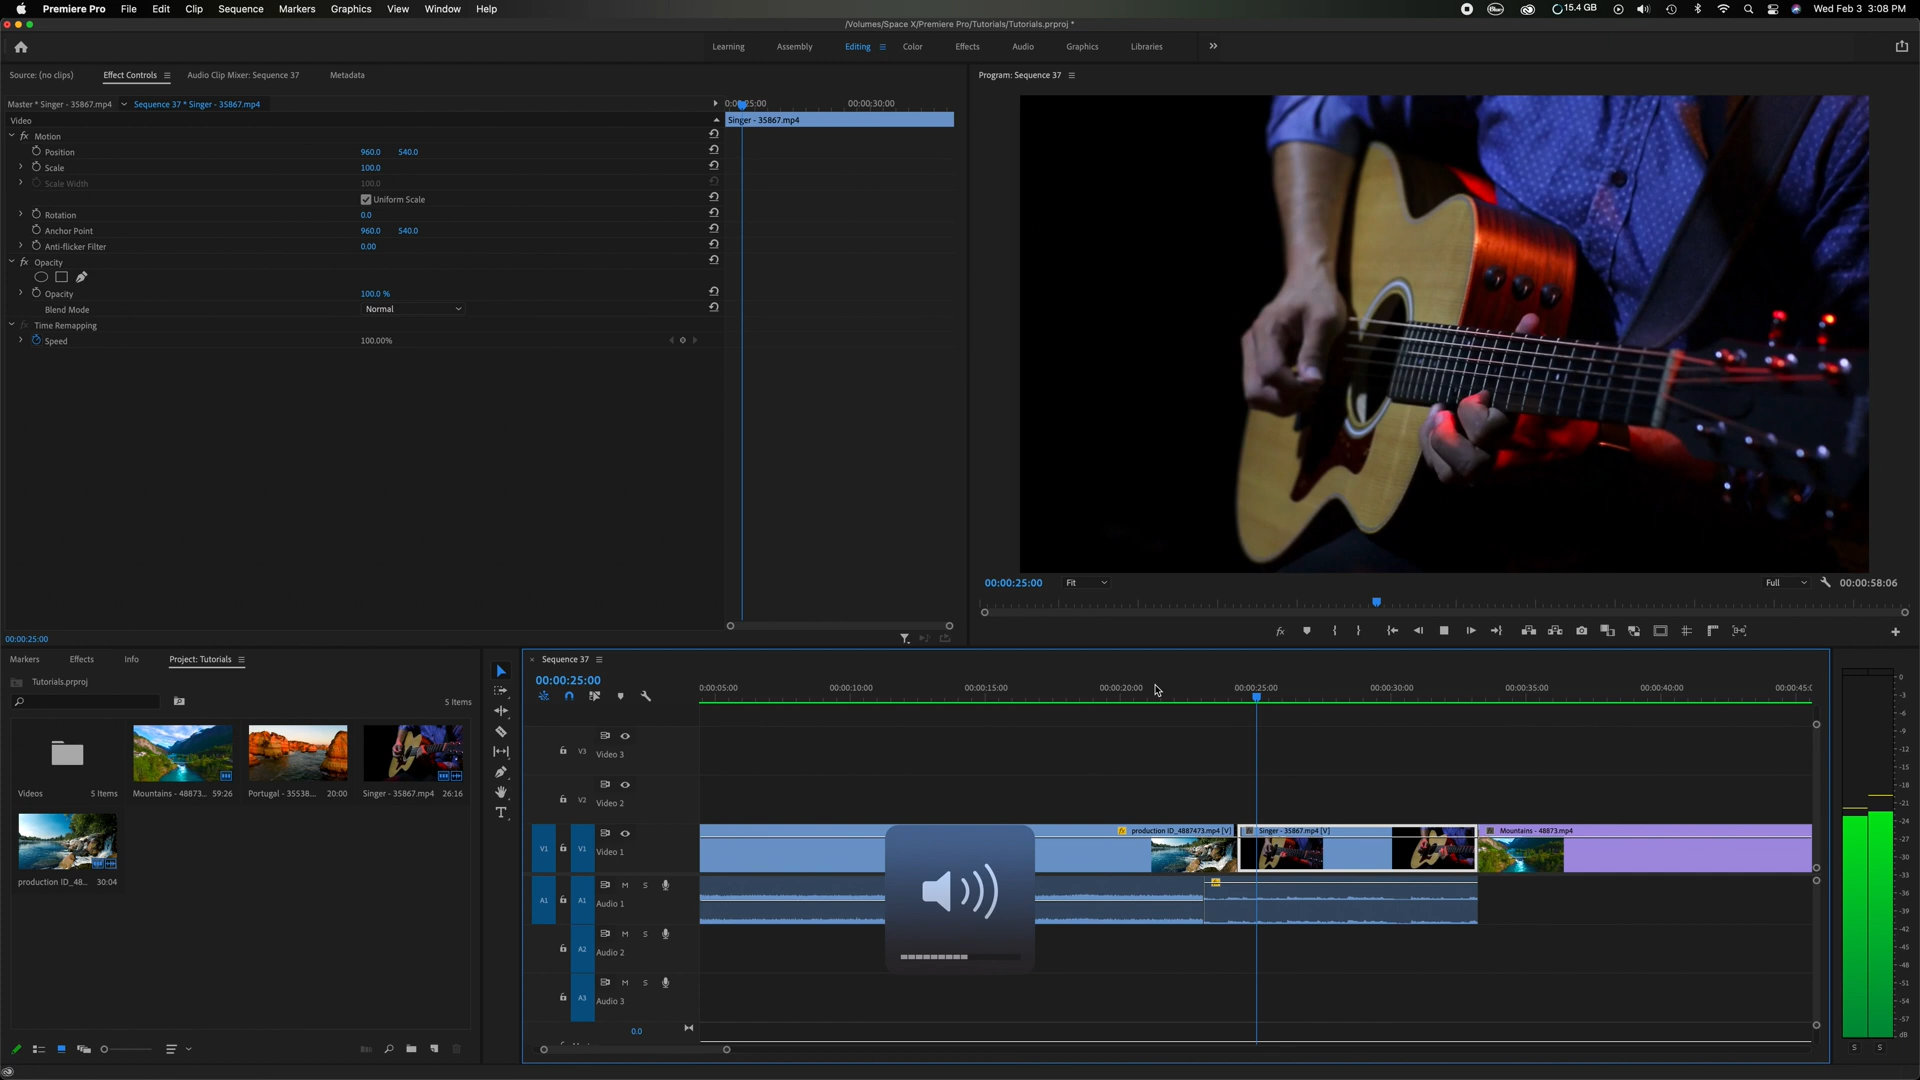 Premiere Pro File Edit Clip Sequence Markers Graphics View Window Help 15.4 GB Wed Feb 3 3:08 PM
/Volumes/Space X/Premiere Pro/Tutorials/Tutorials.prproj *
Learning Assembly Editing Color Effects Audio Graphics Libraries
Source: (no clips) Effect Controls Audio Clip Mixer: Sequence 37 Metadata
Program: Sequence 37
Master * Singer - 35867.mp4 Sequence 37 * Singer - 35867.mp4
00:00:30:00
Video
Singer - 35867.mp4
fx Motion
Position 960.0 540.0
Scale 100.0
Scale Width 100.0
Uniform Scale
Rotation 0.0
Anchor Point 960.0 540.0
Anti-flicker Filter 0.00
fx Opacity
Opacity 100.0 %
Blend Mode Normal
fx Time Remapping
Speed 100.00%
00:00:25:00
00:00:25:00 Fit Full 00:00:58:06
fx
Markers Effects Info Project: Tutorials
Tutorials.prproj
5 Items
Videos 5 Items
Mountains - 48873... 59:26
Portugal - 35538... 20:00
Singer - 35867.mp4 26:16
production ID_48... 30:04
Sequence 37
00:00:25:00
0:00:05:00 00:00:10:00 00:00:15:00 00:00:20:00 00:00:25:00 00:00:30:00 00:00:35:00 00:00:40:00 00:00:45:0
V3 Video 3
V2 Video 2
V1 V1 Video 1
production ID_4887473.mp4 [V] Singer - 35867.mp4 [V] Mountains - 48873.mp4
A1 A1 M S Audio 1
A2 M S Audio 2
A3 M S Audio 3
0.0
0
-3
-6
-9
-12
-15
-18
-21
-24
-27
-30
-33
-36
-39
-42
-45
-48
-51
-54
-57
dB
S S